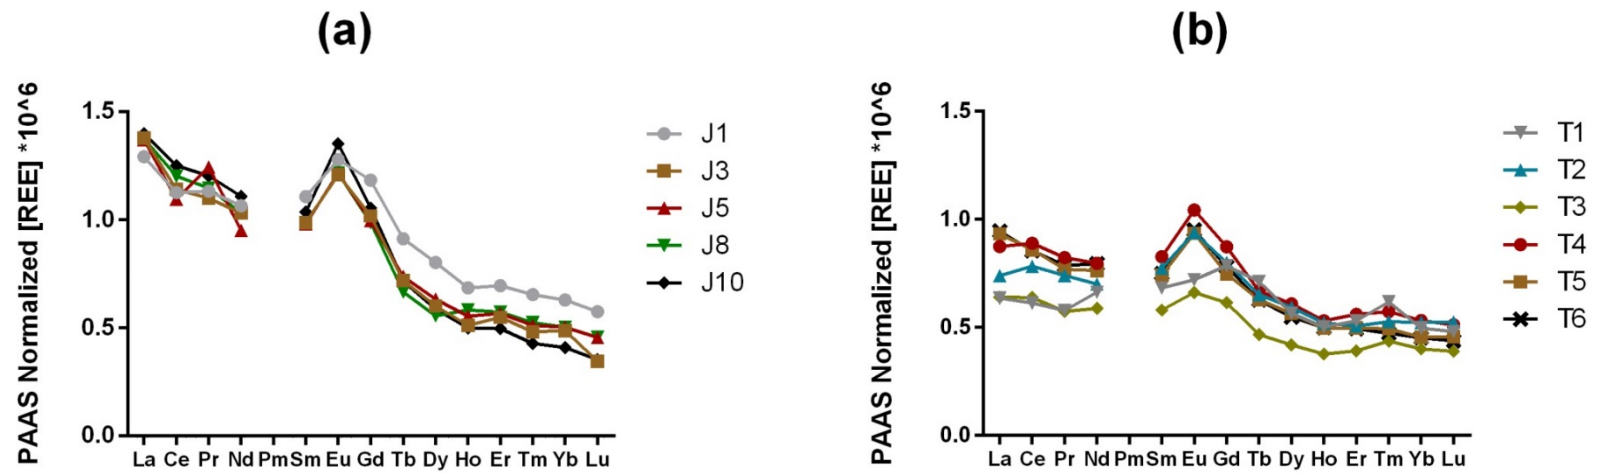 (a)
PAAS Normalized [REE] *10^6
1.5
1.0
0.5
0.0
La Ce Pr Nd Pm Sm Eu Gd Tb Dy Ho Er Tm Yb Lu
J1
J3
J5
J8
J10
(b)
PAAS Normalized [REE] *10^6
1.5
1.0
0.5
0.0
La Ce Pr Nd Pm Sm Eu Gd Tb Dy Ho Er Tm Yb Lu
T1
T2
T3
T4
T5
T6